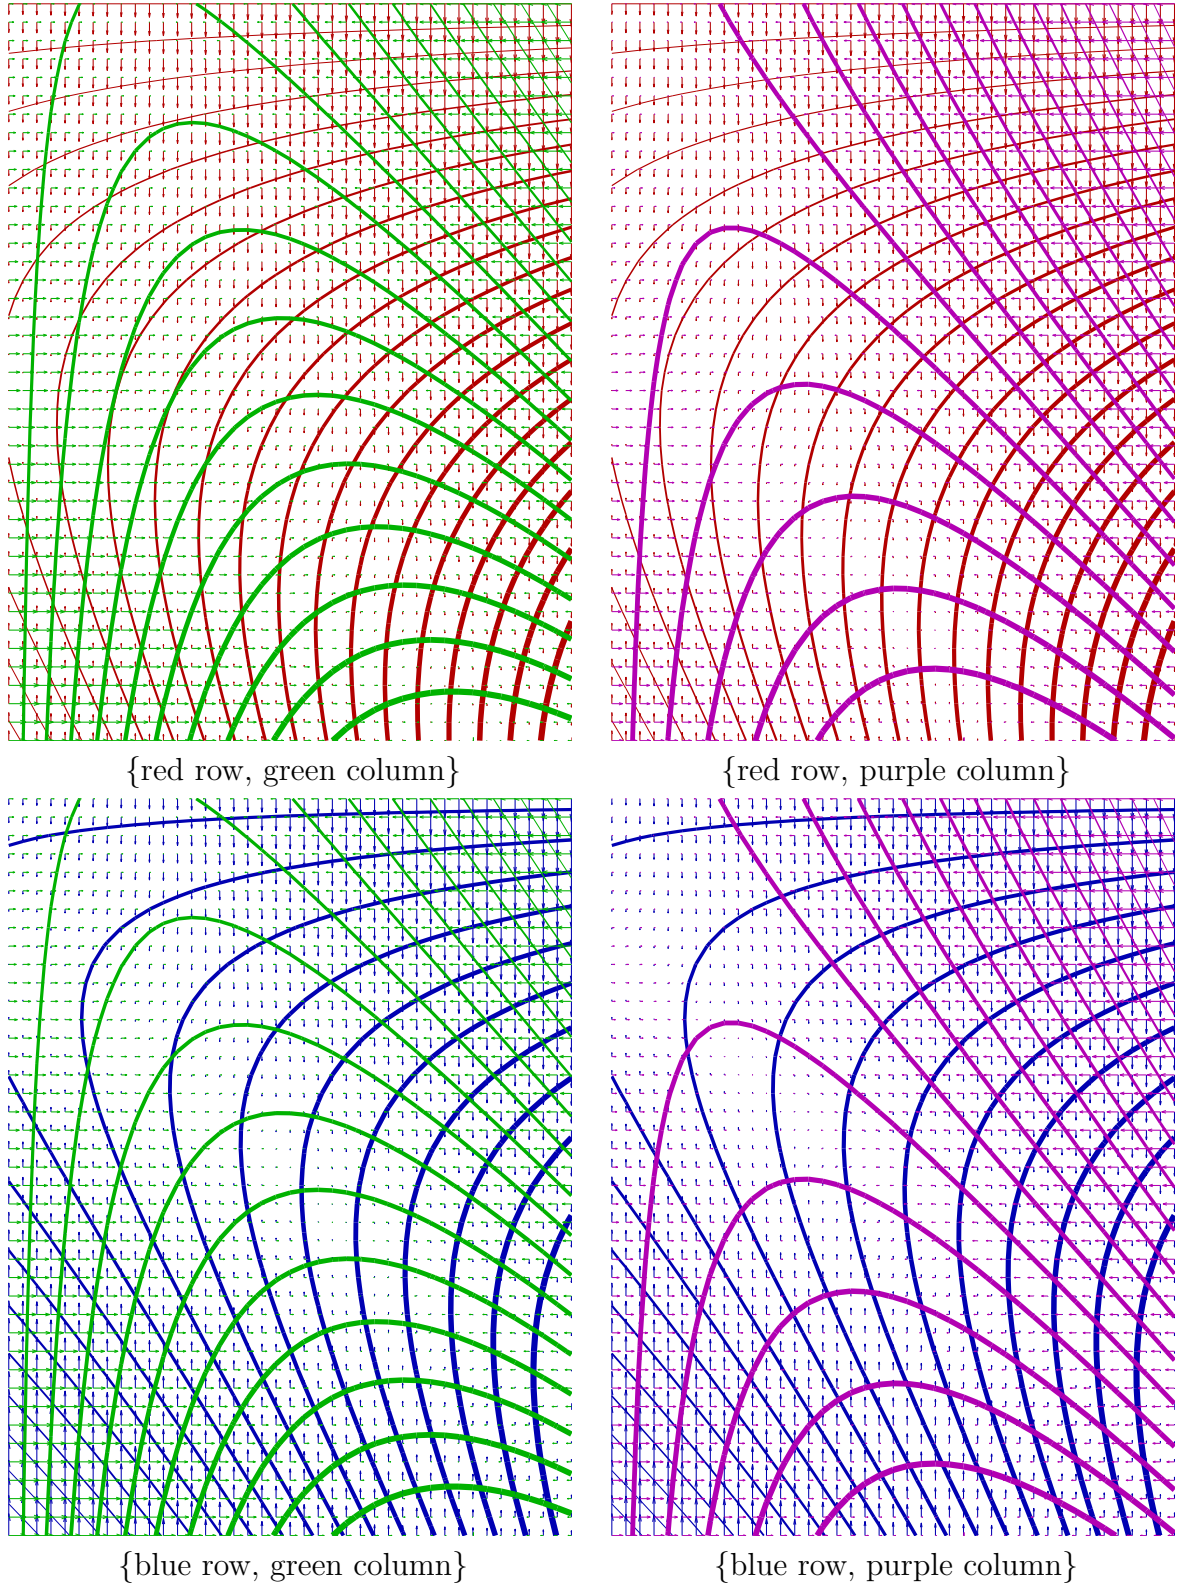 {red row, green column}
{red row, purple column}
{blue row, green column}
{blue row, purple column}